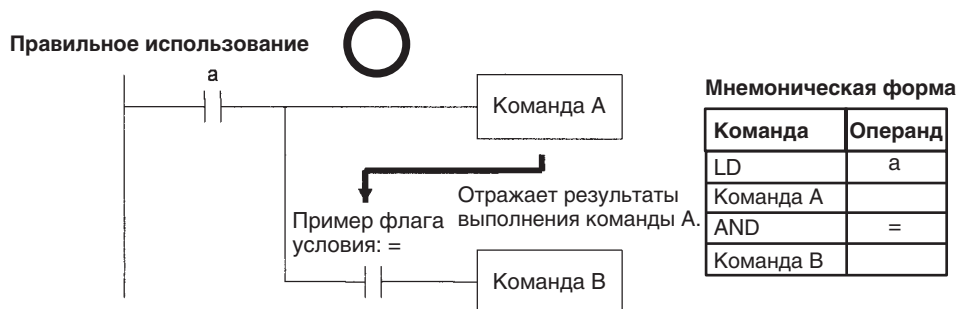 Правильное использование
a
Команда A
Отражает результаты
выполнения команды A.
Пример флага
условия: =
Команда B
Мнемоническая форма
Команда Операнд
LD a
Команда A
AND =
Команда B